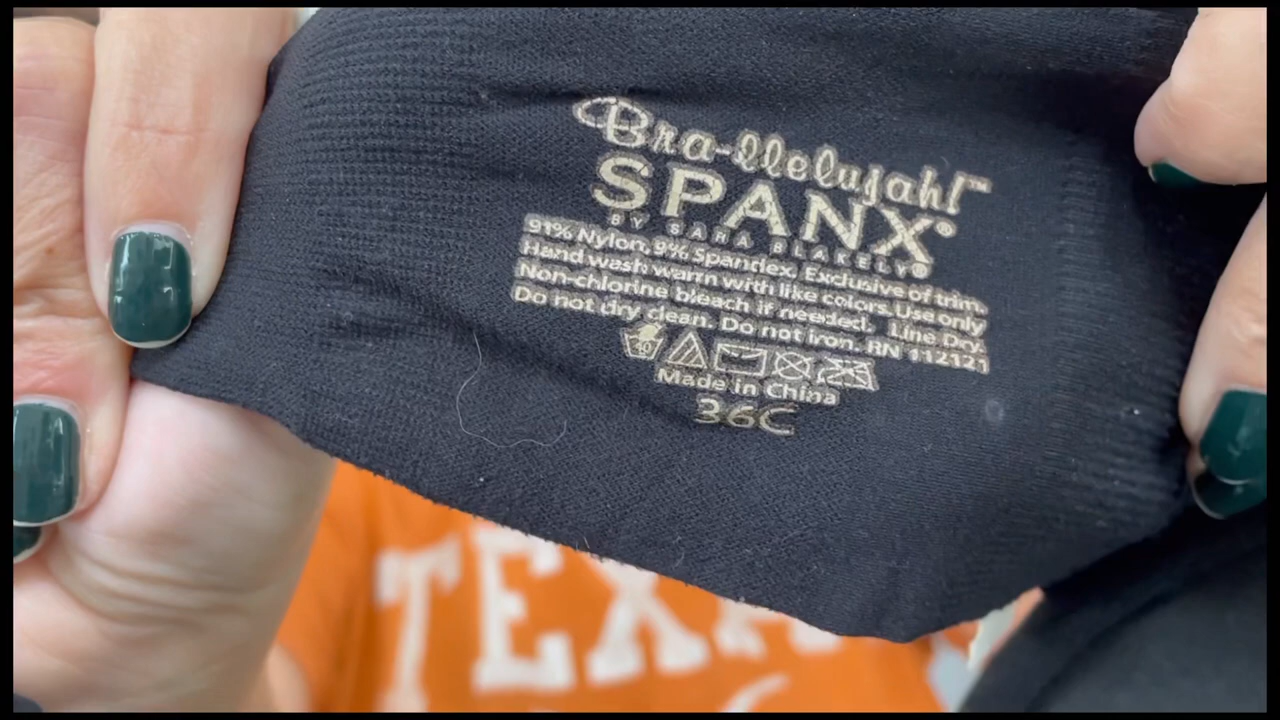 Bra-llelujah!™
SPANX®
BY SARA BLAKELY®
91% Nylon, 9% Spandex. Exclusive of trim.
Hand wash warm with like colors. Use only
Non-chlorine bleach if needed. Line Dry.
Do not dry clean. Do not iron. RN 112121
40
Made in China
36C
TEXAS